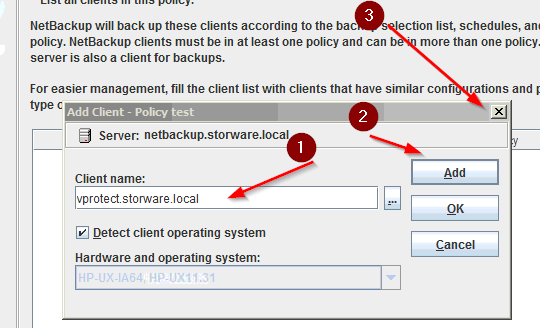 List all clients in this policy.
NetBackup will back up these clients according to the backup selection list, schedules, and
policy. NetBackup clients must be in at least one policy and can be in more than one policy.
server is also a client for backups.
For easier management, fill the client list with clients that have similar configurations and p
type c
3
Add Client - Policy test
Server: netbackup.storware.local
2
1
ey
Client name:
Add
vprotect.storware.local
...
OK
Detect client operating system
Cancel
Hardware and operating system:
HP-UX-IA64, HP-UX11.31